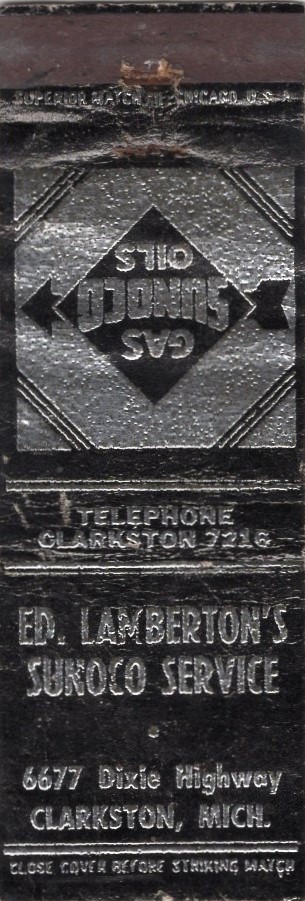 SUPERIOR MATCH CO., CHICAGO, U.S.A.
GAS
SUNOCO
OILS
TELEPHONE
CLARKSTON 7216
ED. LAMBERTON'S
SUNOCO SERVICE
6677 Dixie Highway
CLARKSTON, MICH.
CLOSE COVER BEFORE STRIKING MATCH